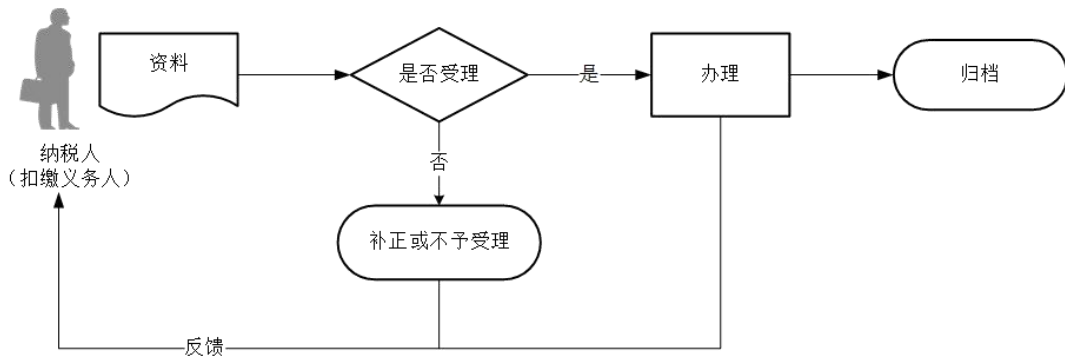 资料
是否受理
是
办理
归档
纳税人
（扣缴义务人）
否
补正或不予受理
反馈